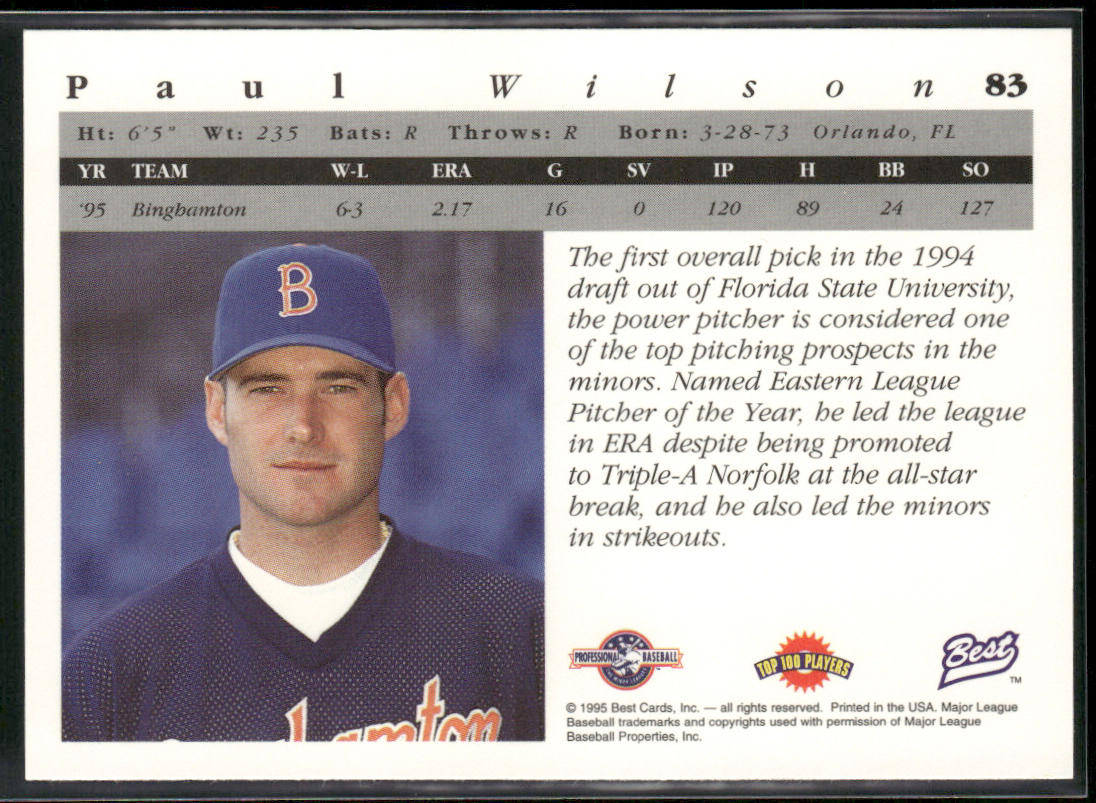 Paul Wilson 83
Ht: 6'5" Wt: 235 Bats: R Throws: R Born: 3-28-73 Orlando, FL
YR TEAM W-L ERA G SV IP H BB SO
'95 Binghamton 6-3 2.17 16 0 120 89 24 127
B
hamton
The first overall pick in the 1994
draft out of Florida State University,
the power pitcher is considered one
of the top pitching prospects in the
minors. Named Eastern League
Pitcher of the Year, he led the league
in ERA despite being promoted
to Triple-A Norfolk at the all-star
break, and he also led the minors
in strikeouts.
PROFESSIONAL BASEBALL
THE MINOR LEAGUES
TOP 100 PLAYERS
Best TM
© 1995 Best Cards, Inc. — all rights reserved. Printed in the USA. Major League
Baseball trademarks and copyrights used with permission of Major League
Baseball Properties, Inc.